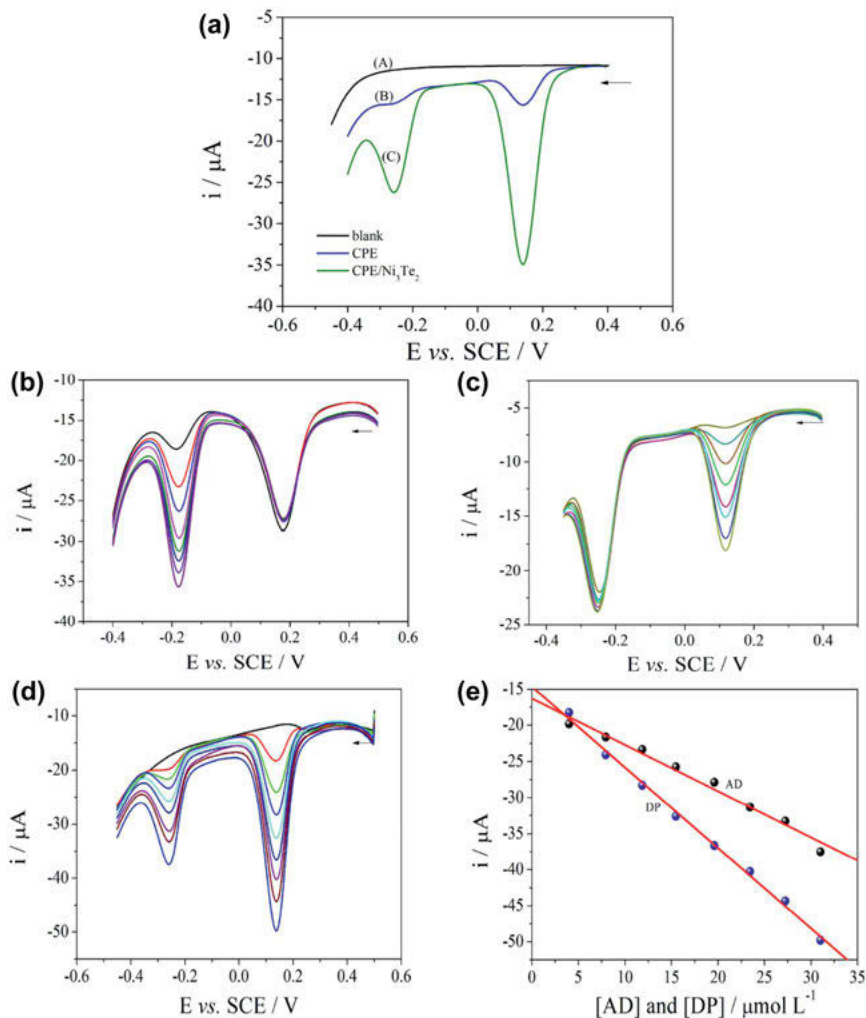 (a)
-5
-10
-15
-20
-25
-30
-35
-40
i / µA
(A)
(B)
(C)
blank
CPE
CPE/Ni₃Te₂
-0.6 -0.4 -0.2 0.0 0.2 0.4 0.6
E vs. SCE / V
(b)
-10
-15
-20
-25
-30
-35
-40
i / µA
-0.4 -0.2 0.0 0.2 0.4 0.6
E vs. SCE / V
(c)
-5
-10
-15
-20
-25
i / µA
-0.4 -0.2 0.0 0.2 0.4
E vs. SCE / V
(d)
-10
-20
-30
-40
-50
i / µA
-0.4 -0.2 0.0 0.2 0.4 0.6
E vs. SCE / V
(e)
-15
-20
-25
-30
-35
-40
-45
-50
i / µA
AD
DP
0 5 10 15 20 25 30 35
[AD] and [DP] / µmol L⁻¹